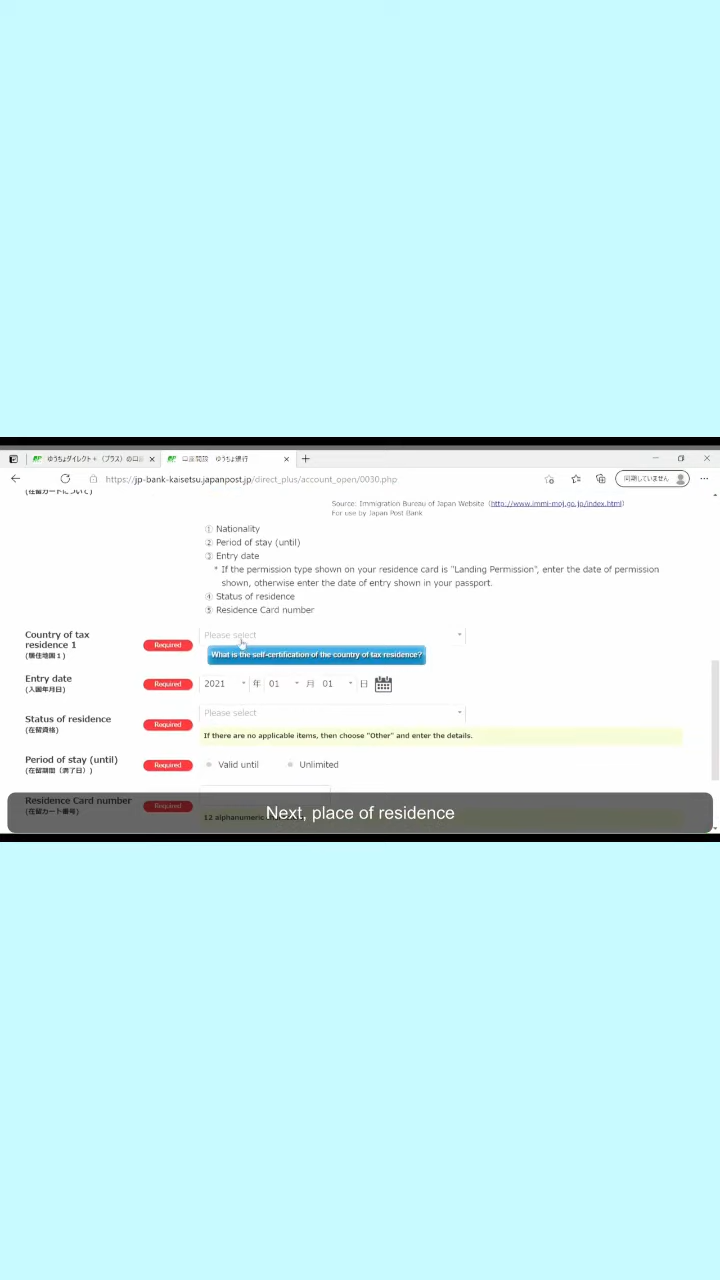 ゆうちょダイレクト+（プラス）の口座
口座開設 ゆうちょ銀行
https://jp-bank-kaisetsu.japanpost.jp/direct_plus/account_open/0030.php
同期していません
(在留カードについて)
Source: Immigration Bureau of Japan Website (http://www.immi-moj.go.jp/index.html)
For use by Japan Post Bank
① Nationality
② Period of stay (until)
③ Entry date
* If the permission type shown on your residence card is "Landing Permission", enter the date of permission
shown, otherwise enter the date of entry shown in your passport.
④ Status of residence
⑤ Residence Card number
Country of tax
residence 1
(居住地国1)
Required
Please select
What is the self-certification of the country of tax residence?
Entry date
(入国年月日)
Required
2021 年 01 月 01 日
Status of residence
(在留資格)
Required
Please select
If there are no applicable items, then choose "Other" and enter the details.
Period of stay (until)
(在留期間（満了日）)
Required
Valid until
Unlimited
Residence Card number
(在留カード番号)
Required
12 alphanumeric
Next, place of residence